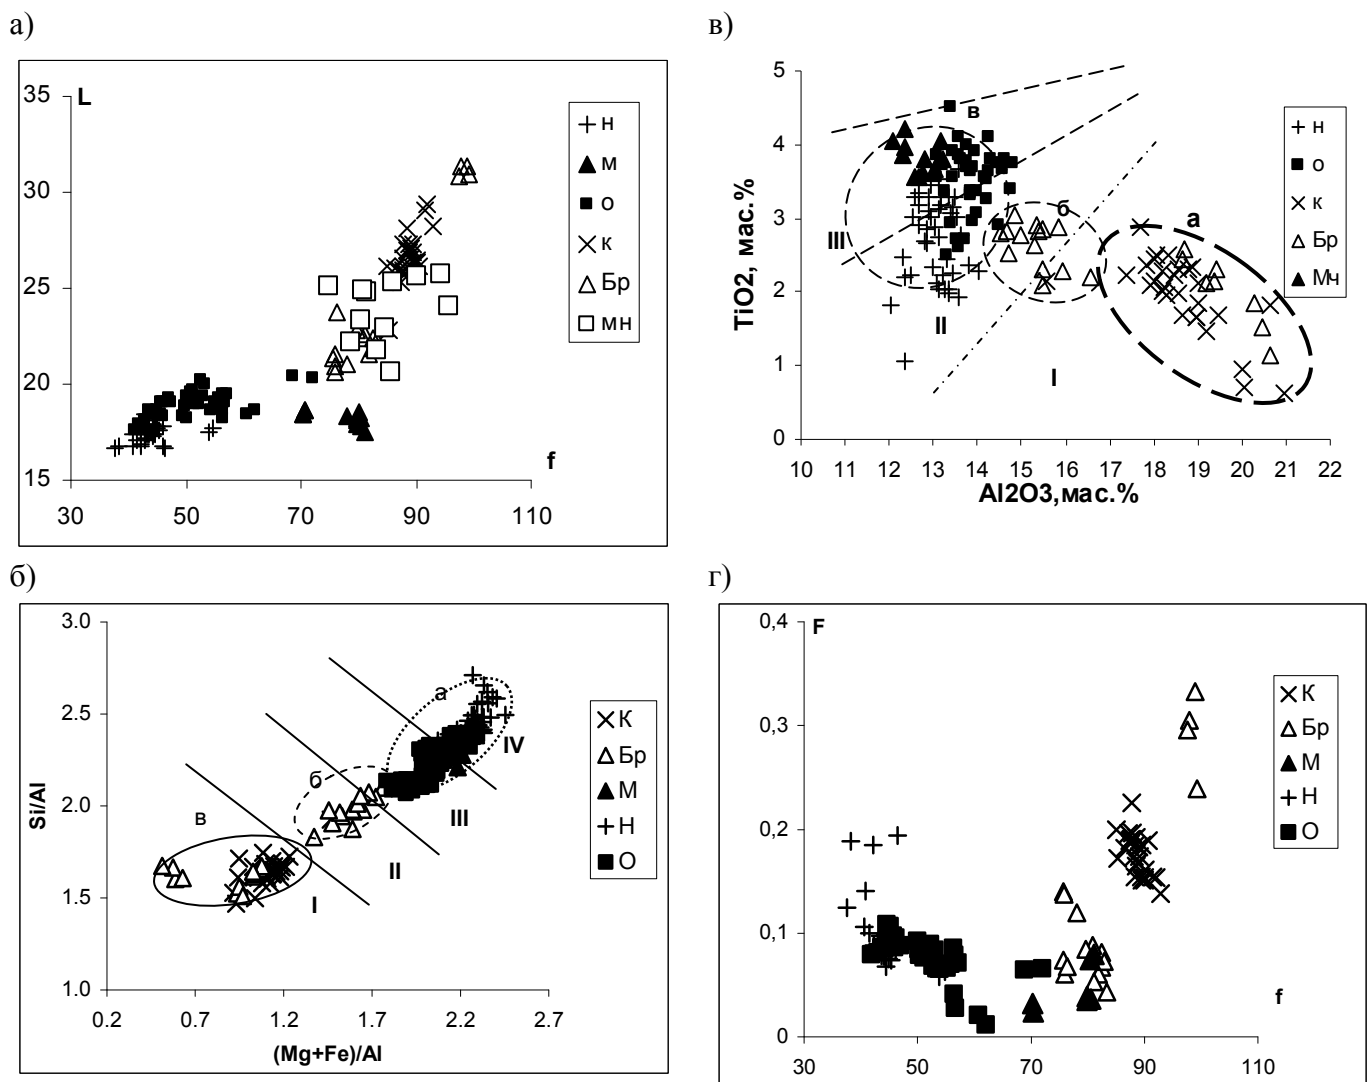 а)
35
30
25
20
15
L
f
30
50
70
90
110
н
м
о
к
Бр
мн
в)
TiO2, мас.%
5
4
3
2
1
0
в
б
а
III
II
I
10
11
12
13
14
15
16
17
18
19
20
21
22
Al2O3,мас.%
н
о
к
Бр
Мч
б)
Si/Al
3.0
2.5
2.0
1.5
1.0
а
б
в
IV
III
II
I
0.2
0.7
1.2
1.7
2.2
2.7
(Mg+Fe)/Al
К
Бр
М
Н
О
г)
0,4
0,3
0,2
0,1
0
F
f
30
50
70
90
110
К
Бр
М
Н
О